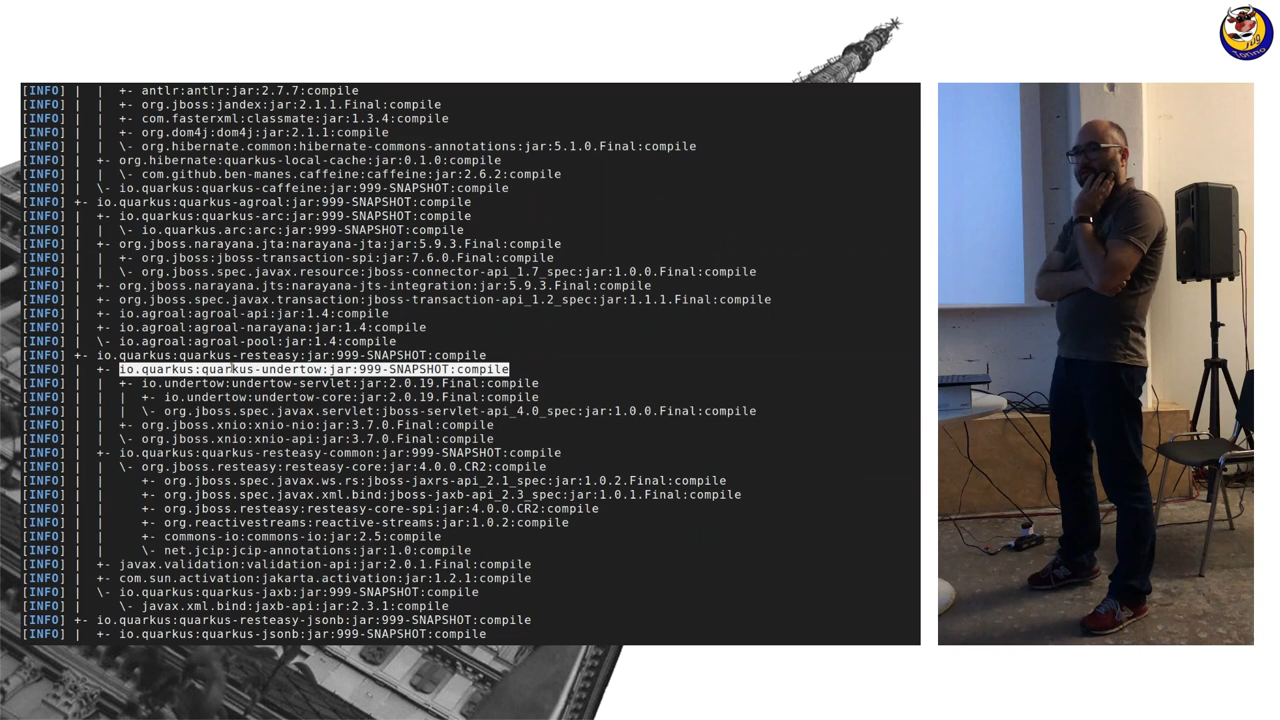 [INFO] |  |  +- antlr:antlr:jar:2.7.7:compile
[INFO] |  |  +- org.jboss:jandex:jar:2.1.1.Final:compile
[INFO] |  |  +- com.fasterxml:classmate:jar:1.3.4:compile
[INFO] |  |  +- org.dom4j:dom4j:jar:2.1.1:compile
[INFO] |  |  \- org.hibernate.common:hibernate-commons-annotations:jar:5.1.0.Final:compile
[INFO] |  +- org.hibernate:quarkus-local-cache:jar:0.1.0:compile
[INFO] |  |  \- com.github.ben-manes.caffeine:caffeine:jar:2.6.2:compile
[INFO] |  \- io.quarkus:quarkus-caffeine:jar:999-SNAPSHOT:compile
[INFO] +- io.quarkus:quarkus-agroal:jar:999-SNAPSHOT:compile
[INFO] |  +- io.quarkus:quarkus-arc:jar:999-SNAPSHOT:compile
[INFO] |  |  \- io.quarkus.arc:arc:jar:999-SNAPSHOT:compile
[INFO] |  +- org.jboss.narayana.jta:narayana-jta:jar:5.9.3.Final:compile
[INFO] |  |  +- org.jboss:jboss-transaction-spi:jar:7.6.0.Final:compile
[INFO] |  |  \- org.jboss.spec.javax.resource:jboss-connector-api_1.7_spec:jar:1.0.0.Final:compile
[INFO] |  +- org.jboss.narayana.jts:narayana-jts-integration:jar:5.9.3.Final:compile
[INFO] |  +- org.jboss.spec.javax.transaction:jboss-transaction-api_1.2_spec:jar:1.1.1.Final:compile
[INFO] |  +- io.agroal:agroal-api:jar:1.4:compile
[INFO] |  +- io.agroal:agroal-narayana:jar:1.4:compile
[INFO] |  \- io.agroal:agroal-pool:jar:1.4:compile
[INFO] +- io.quarkus:quarkus-resteasy:jar:999-SNAPSHOT:compile
[INFO] |  +- io.quarkus:quarkus-undertow:jar:999-SNAPSHOT:compile
[INFO] |  |  +- io.undertow:undertow-servlet:jar:2.0.19.Final:compile
[INFO] |  |  |  +- io.undertow:undertow-core:jar:2.0.19.Final:compile
[INFO] |  |  |  \- org.jboss.spec.javax.servlet:jboss-servlet-api_4.0_spec:jar:1.0.0.Final:compile
[INFO] |  |  +- org.jboss.xnio:xnio-nio:jar:3.7.0.Final:compile
[INFO] |  |  \- org.jboss.xnio:xnio-api:jar:3.7.0.Final:compile
[INFO] |  +- io.quarkus:quarkus-resteasy-common:jar:999-SNAPSHOT:compile
[INFO] |  |  \- org.jboss.resteasy:resteasy-core:jar:4.0.0.CR2:compile
[INFO] |  |     +- org.jboss.spec.javax.ws.rs:jboss-jaxrs-api_2.1_spec:jar:1.0.2.Final:compile
[INFO] |  |     +- org.jboss.spec.javax.xml.bind:jboss-jaxb-api_2.3_spec:jar:1.0.1.Final:compile
[INFO] |  |     +- org.jboss.resteasy:resteasy-core-spi:jar:4.0.0.CR2:compile
[INFO] |  |     +- org.reactivestreams:reactive-streams:jar:1.0.2:compile
[INFO] |  |     +- commons-io:commons-io:jar:2.5:compile
[INFO] |  |     \- net.jcip:jcip-annotations:jar:1.0:compile
[INFO] |  +- javax.validation:validation-api:jar:2.0.1.Final:compile
[INFO] |  +- com.sun.activation:jakarta.activation:jar:1.2.1:compile
[INFO] |  \- io.quarkus:quarkus-jaxb:jar:999-SNAPSHOT:compile
[INFO] |     \- javax.xml.bind:jaxb-api:jar:2.3.1:compile
[INFO] +- io.quarkus:quarkus-resteasy-jsonb:jar:999-SNAPSHOT:compile
[INFO] |  +- io.quarkus:quarkus-jsonb:jar:999-SNAPSHOT:compile
jug
torino